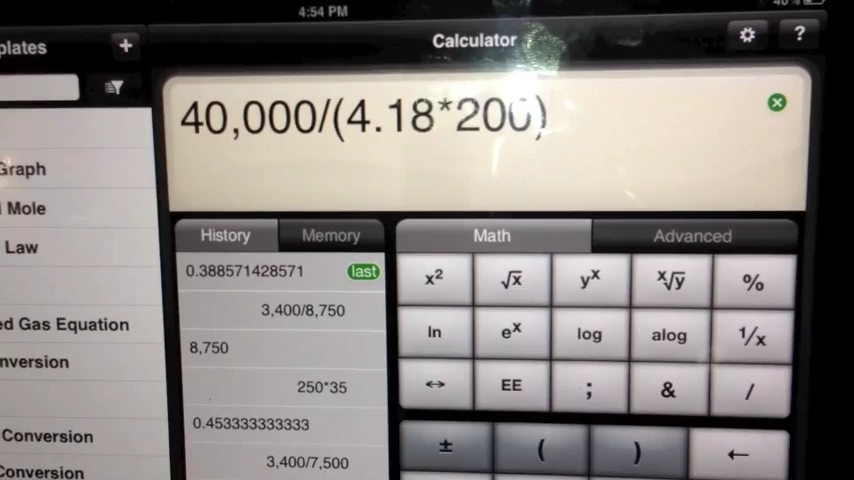 4:54 PM
40%
plates +
Calculator
?
40,000/(4.18*200)
Graph
Mole
Law
ed Gas Equation
nversion
Conversion
Conversion
History Memory
0.388571428571 last
3,400/8,750
8,750
250*35
0.453333333333
3,400/7,500
Math Advanced
x² √x yˣ ˣ√y %
ln eˣ log alog 1/x
↔ EE ; & /
± ( ) ←